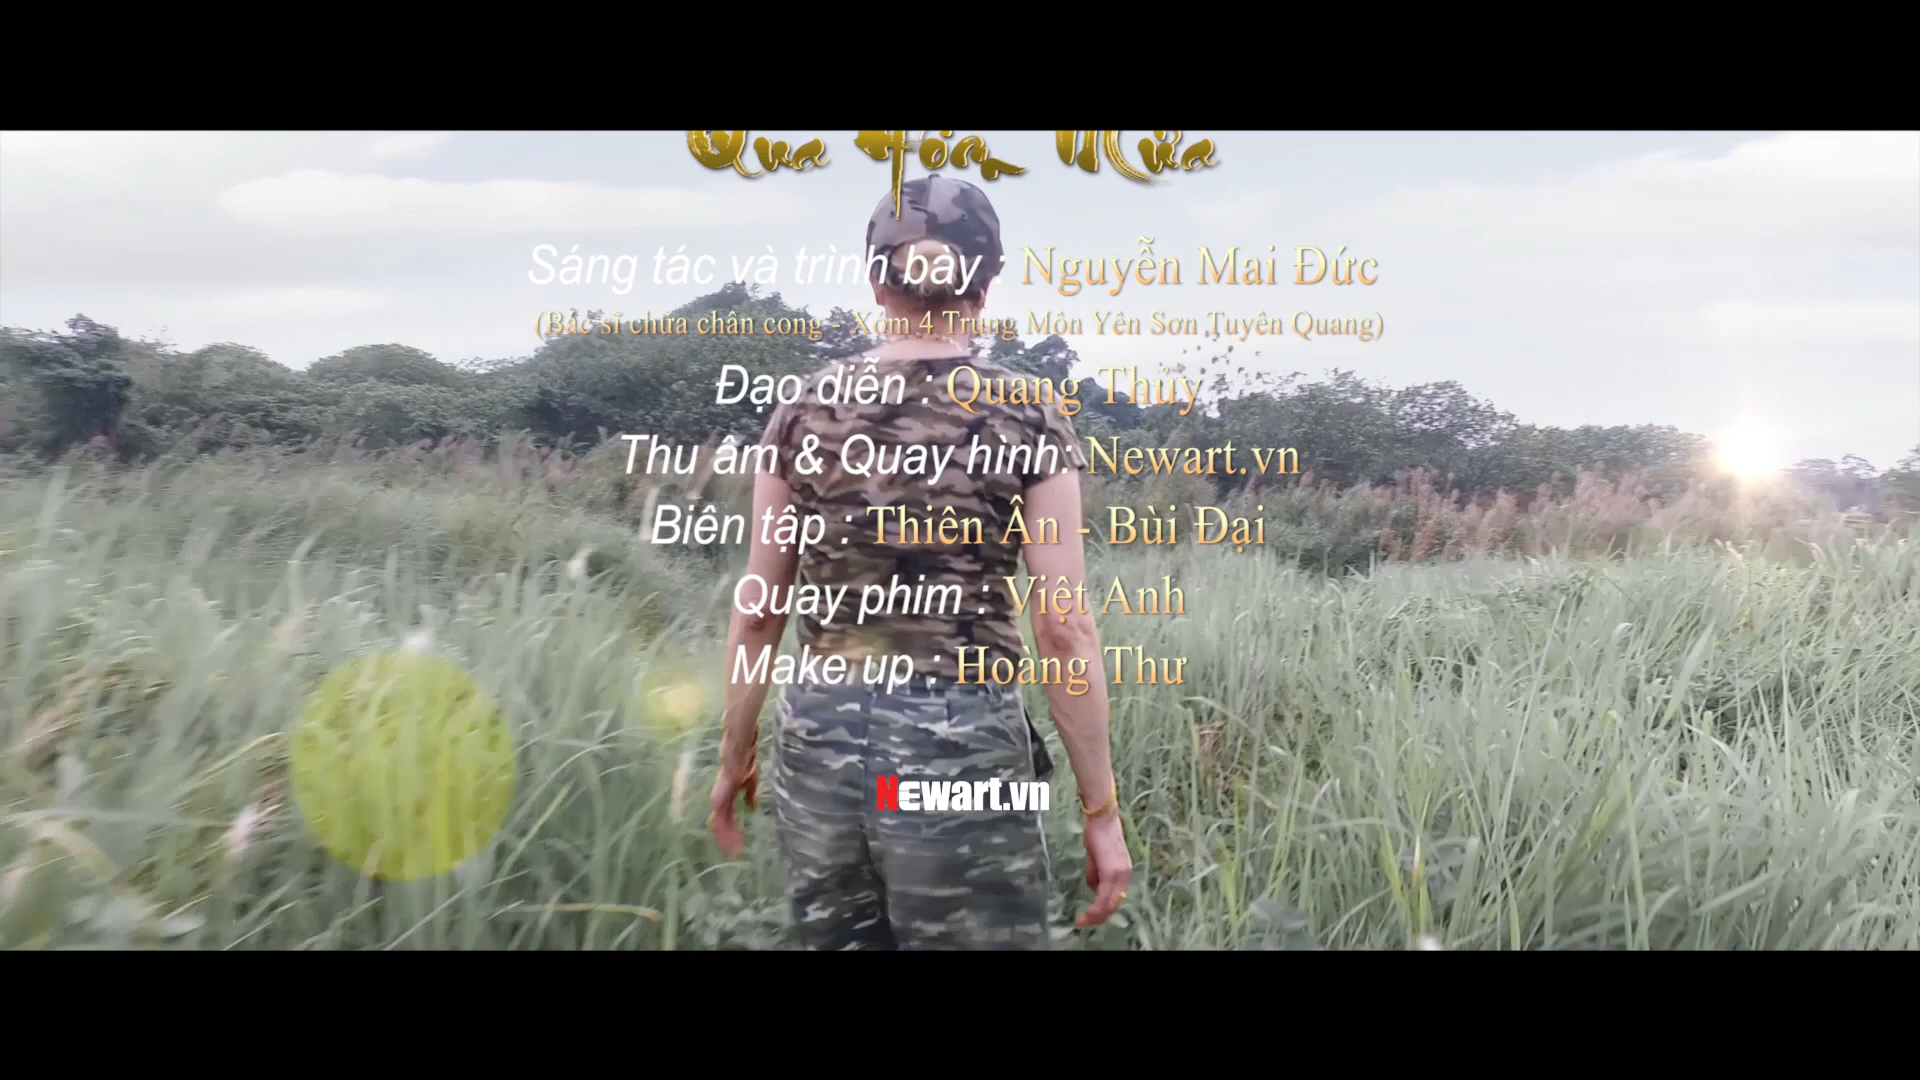 Qua
Sáng tác và trình bày : Nguyễn Mai Đức
(Bác sĩ chữa chân cong - Xóm 4 Trung Môn Yên Sơn Tuyên Quang)
Đạo diễn : Quang Thủy
Thu âm & Quay hình: Newart.vn
Biên tập : Thiên Ân - Bùi Đại
Quay phim : Việt Anh
Make up : Hoàng Thư
Newart.vn